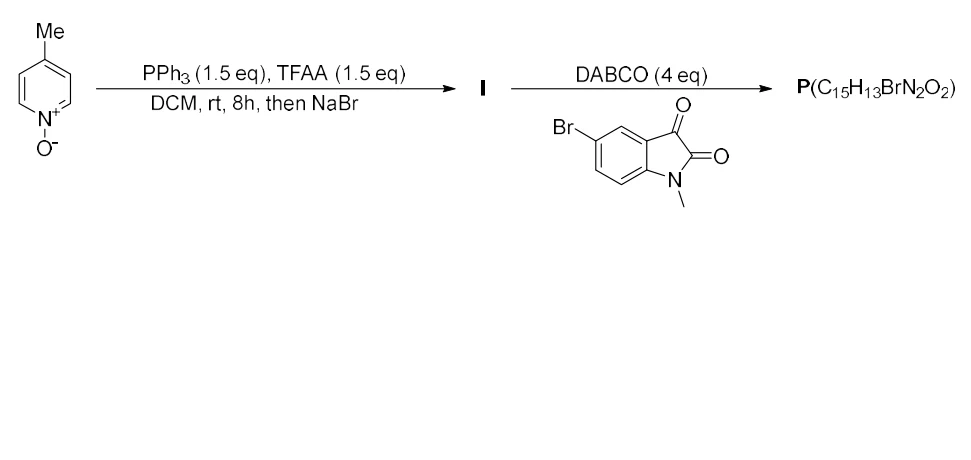 Me
N+
O-
PPh3 (1.5 eq), TFAA (1.5 eq)
DCM, rt, 8h, then NaBr
I
DABCO (4 eq)
Br
O
O
N
P(C15H13BrN2O2)